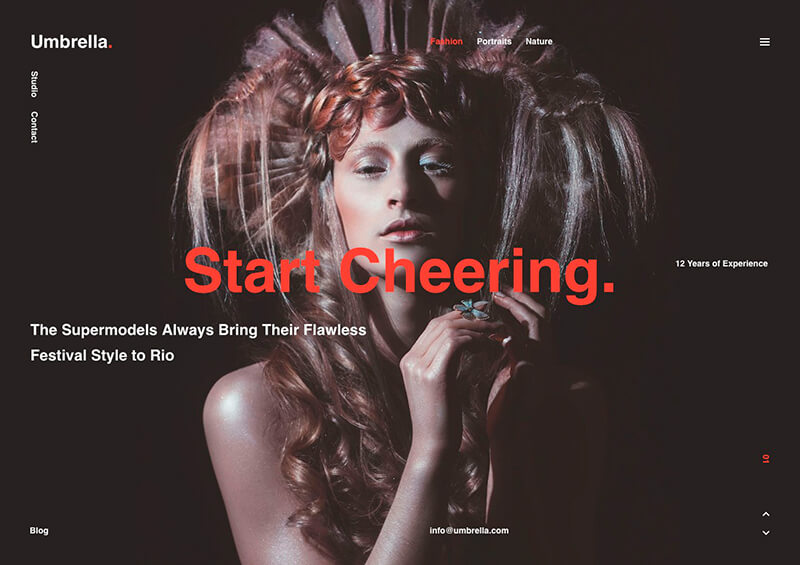 Umbrella.
Fashion Portraits Nature
Studio
Contact
Start Cheering.
12 Years of Experience
The Supermodels Always Bring Their Flawless
Festival Style to Rio
01
Blog
info@umbrella.com